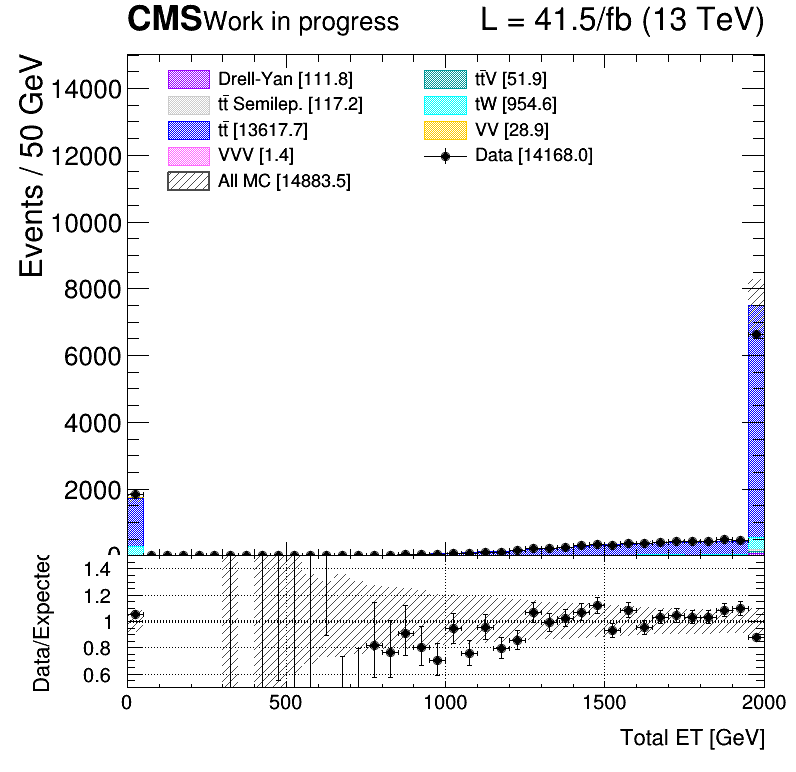 CMS Work in progress L = 41.5/fb (13 TeV)
Events / 50 GeV
14000
12000
10000
8000
6000
4000
2000
0
Drell-Yan [111.8]
tt̄ Semilep. [117.2]
tt̄ [13617.7]
VVV [1.4]
All MC [14883.5]
tt̄V [51.9]
tW [954.6]
VV [28.9]
Data [14168.0]
Data/Expected
1.4
1.2
1
0.8
0.6
0 500 1000 1500 2000
Total ET [GeV]